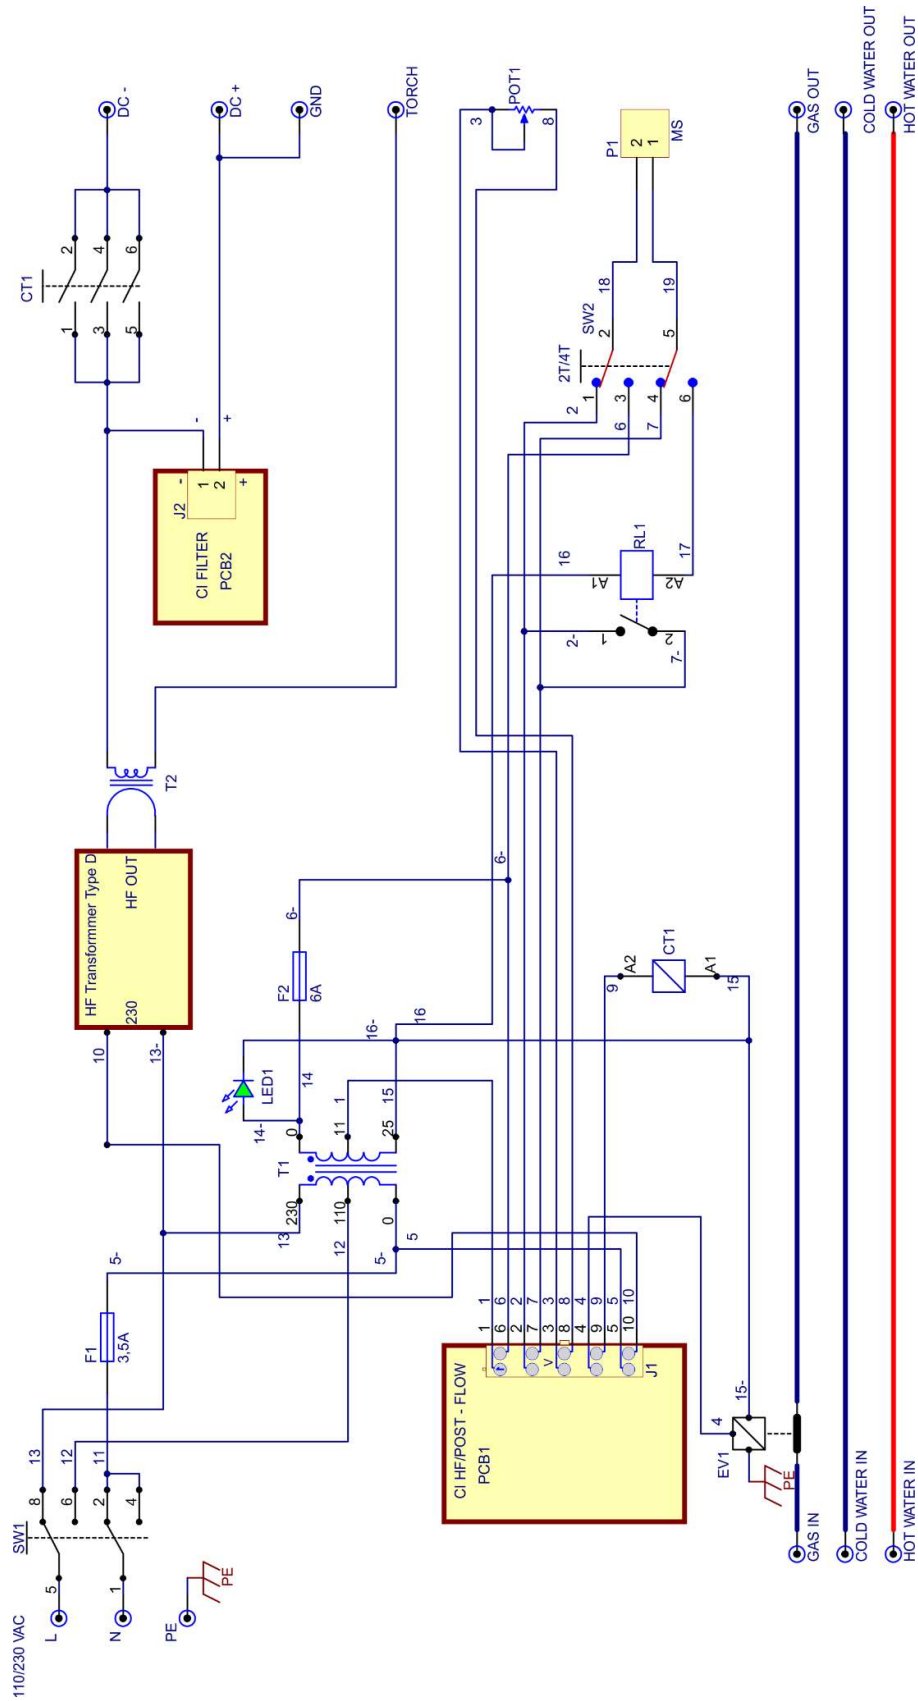 110/230 VAC
L
N
PE
PE
SW1
5
1
8
6
2
4
13
12
11
F1
3,5A
5-
13
12
5-
5
230
110
0
T1
0
11
25
14-
LED1
14
1
15
16-
16
F2
6A
6-
6-
10
13-
HF Transformmer Type D
230
HF OUT
T2
CI FILTER
PCB2
J2
1
2
-
+
-
+
CT1
1
3
5
2
4
6
DC -
DC +
GND
TORCH
CI HF/POST - FLOW
PCB1
J1
V
1
6
2
7
3
8
4
9
5
10
1
6
2
7
3
8
4
9
5
10
POT1
3
8
P1
2
1
MS
18
19
SW2
2T/4T
2
5
1
3
4
6
2
6
7
16
17
RL1
A1
A2
1
2
2-
7-
9
A2
CT1
A1
15
EV1
4
15-
PE
GAS IN
GAS OUT
COLD WATER IN
COLD WATER OUT
HOT WATER IN
HOT WATER OUT